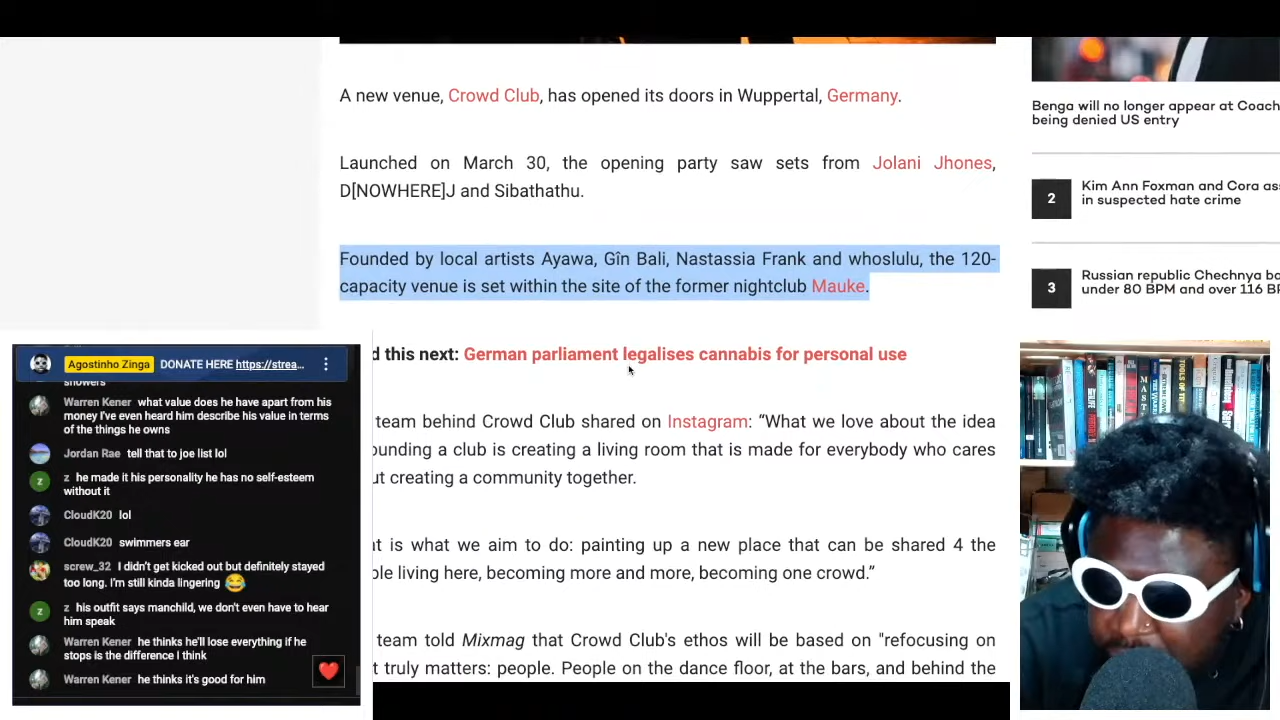 A new venue, Crowd Club, has opened its doors in Wuppertal, Germany.
Launched on March 30, the opening party saw sets from Jolani Jhones,
D[NOWHERE]J and Sibathathu.
Founded by local artists Ayawa, Gîn Bali, Nastassia Frank and whoslulu, the 120-
capacity venue is set within the site of the former nightclub Mauke.
d this next: German parliament legalises cannabis for personal use
team behind Crowd Club shared on Instagram: “What we love about the idea
ounding a club is creating a living room that is made for everybody who cares
ut creating a community together.
t is what we aim to do: painting up a new place that can be shared 4 the
ple living here, becoming more and more, becoming one crowd.”
team told Mixmag that Crowd Club's ethos will be based on "refocusing on
t truly matters: people. People on the dance floor, at the bars, and behind the
Benga will no longer appear at Coach
being denied US entry
2
Kim Ann Foxman and Cora as
in suspected hate crime
3
Russian republic Chechnya ba
under 80 BPM and over 116 B
Agostinho Zinga DONATE HERE https://strea...
showers
Warren Kener what value does he have apart from his
money I've even heard him describe his value in terms
of the things he owns
Jordan Rae tell that to joe list lol
z he made it his personality he has no self-esteem
without it
CloudK20 lol
CloudK20 swimmers ear
screw_32 I didn't get kicked out but definitely stayed
too long. I'm still kinda lingering 😂
z his outfit says manchild, we don't even have to hear
him speak
Warren Kener he thinks he'll lose everything if he
stops is the difference I think
Warren Kener he thinks it's good for him